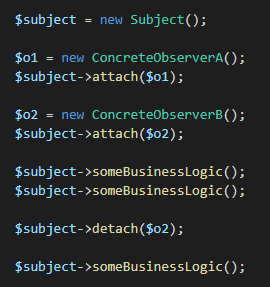 $subject = new Subject();
$o1 = new ConcreteObserverA();
$subject->attach($o1);
$o2 = new ConcreteObserverB();
$subject->attach($o2);
$subject->someBusinessLogic();
$subject->someBusinessLogic();
$subject->detach($o2);
$subject->someBusinessLogic();